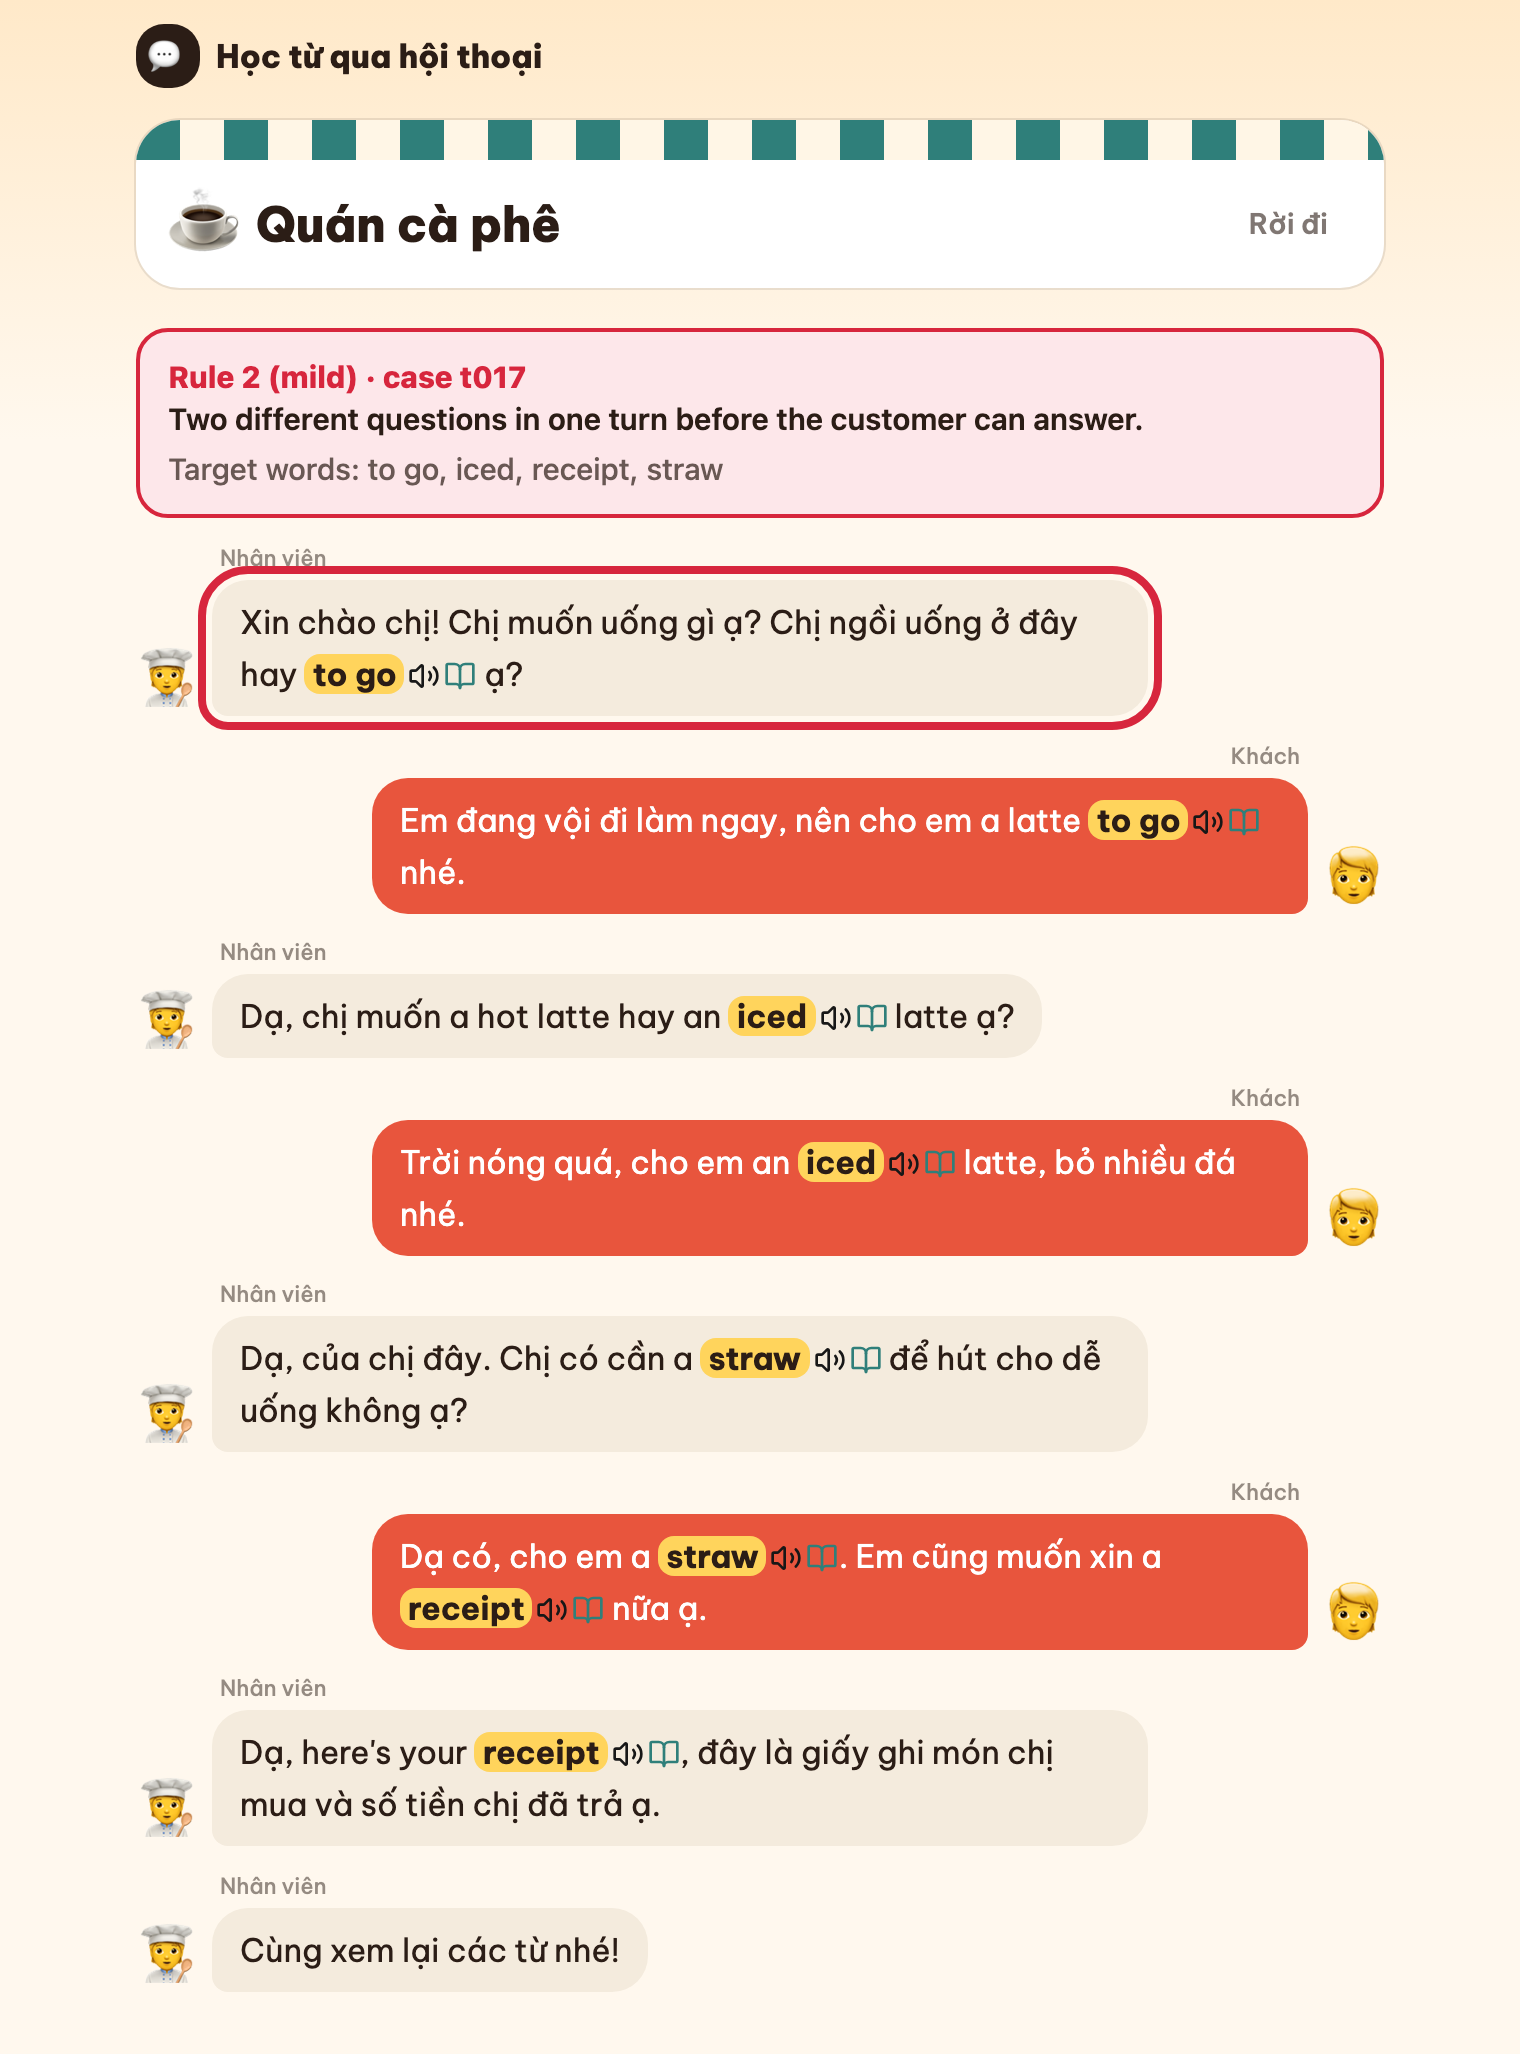 Học từ qua hội thoại
Quán cà phê
Rời đi
Rule 2 (mild) · case t017
Two different questions in one turn before the customer can answer.
Target words: to go, iced, receipt, straw
Nhân viên
Xin chào chị! Chị muốn uống gì ạ? Chị ngồi uống ở đây
hay to go ạ?
Khách
Em đang vội đi làm ngay, nên cho em a latte to go
nhé.
Nhân viên
Dạ, chị muốn a hot latte hay an iced latte ạ?
Khách
Trời nóng quá, cho em an iced latte, bỏ nhiều đá
nhé.
Nhân viên
Dạ, của chị đây. Chị có cần a straw để hút cho dễ
uống không ạ?
Khách
Dạ có, cho em a straw. Em cũng muốn xin a
receipt nữa ạ.
Nhân viên
Dạ, here's your receipt, đây là giấy ghi món chị
mua và số tiền chị đã trả ạ.
Nhân viên
Cùng xem lại các từ nhé!